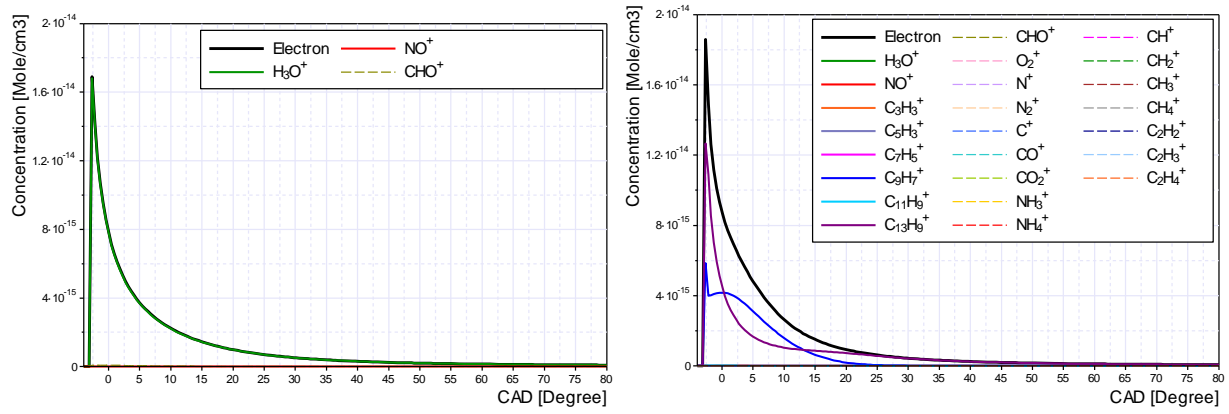 2·10⁻¹⁴
1.6·10⁻¹⁴
1.2·10⁻¹⁴
8·10⁻¹⁵
4·10⁻¹⁵
0
Concentration [Mole/cm3]
Electron NO⁺
H₃O⁺ CHO⁺
0 5 10 15 20 25 30 35 40 45 50 55 60 65 70 75 80
CAD [Degree]
2·10⁻¹⁴
1.6·10⁻¹⁴
1.2·10⁻¹⁴
8·10⁻¹⁵
4·10⁻¹⁵
0
Concentration [Mole/cm3]
Electron CHO⁺ CH⁺
H₃O⁺ O₂⁺ CH₂⁺
NO⁺ N⁺ CH₃⁺
C₃H₃⁺ N₂⁺ CH₄⁺
C₅H₃⁺ C⁺ C₂H₂⁺
C₇H₅⁺ CO⁺ C₂H₃⁺
C₉H₇⁺ CO₂⁺ C₂H₄⁺
C₁₁H₉⁺ NH₃⁺
C₁₃H₉⁺ NH₄⁺
0 5 10 15 20 25 30 35 40 45 50 55 60 65 70 75 80
CAD [Degree]